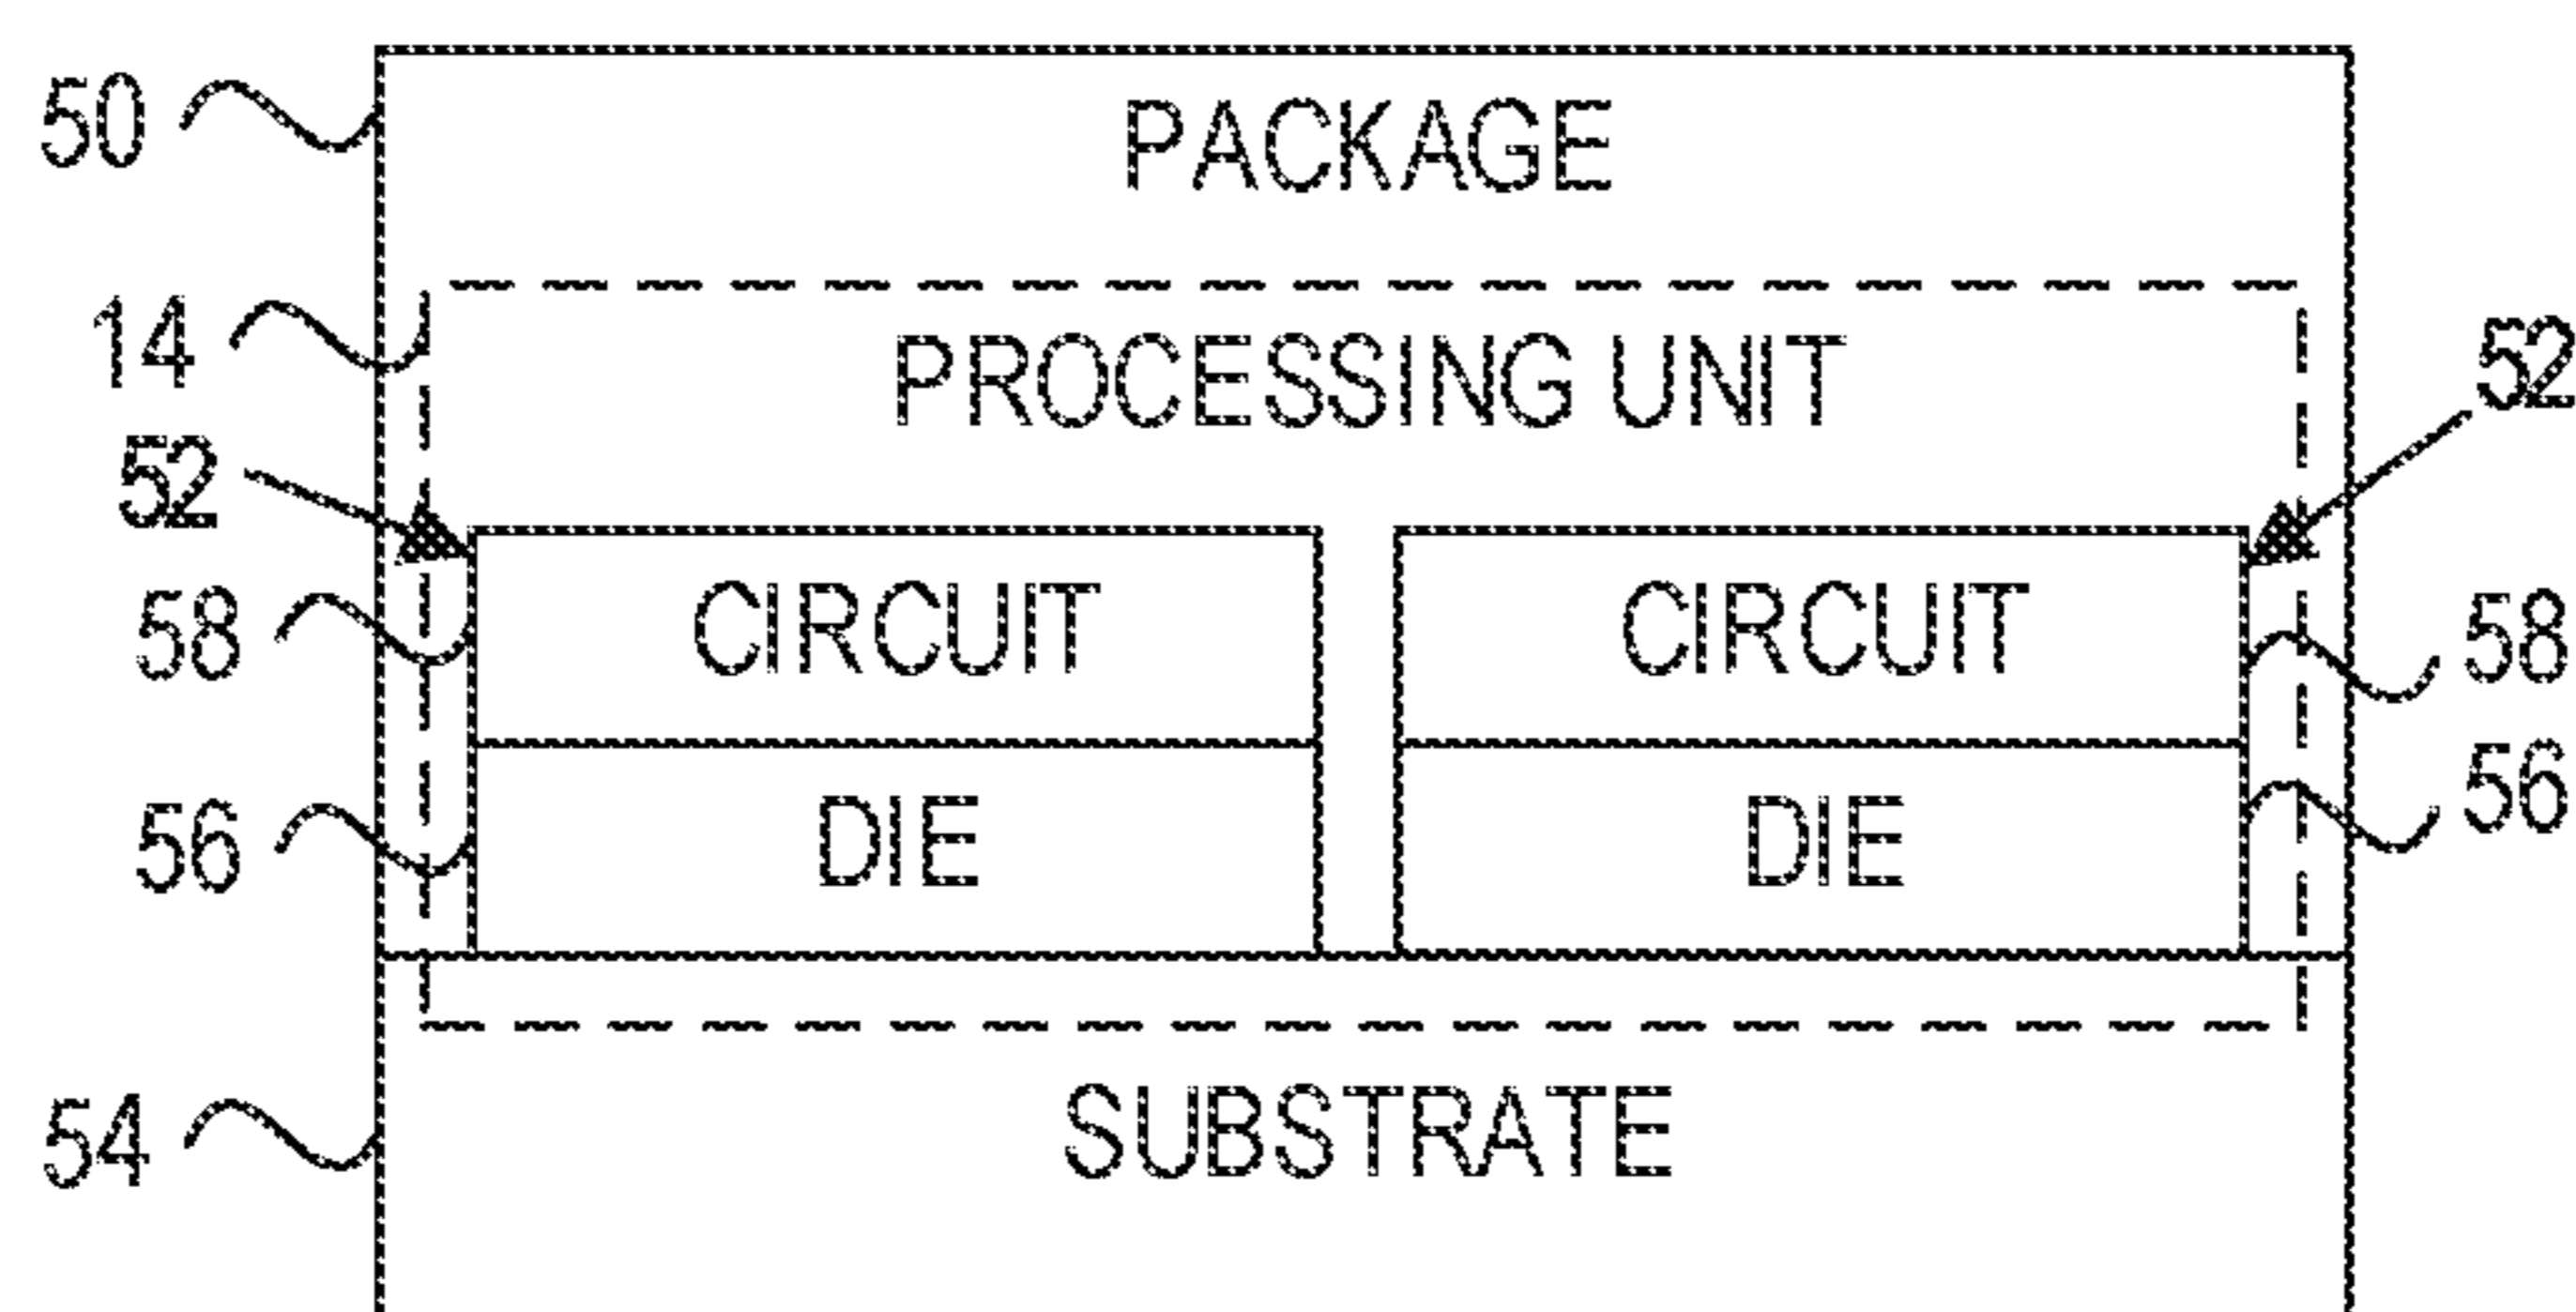 50 PACKAGE
14 PROCESSING UNIT 52
52
58 CIRCUIT CIRCUIT 58
56 DIE DIE 56
54 SUBSTRATE